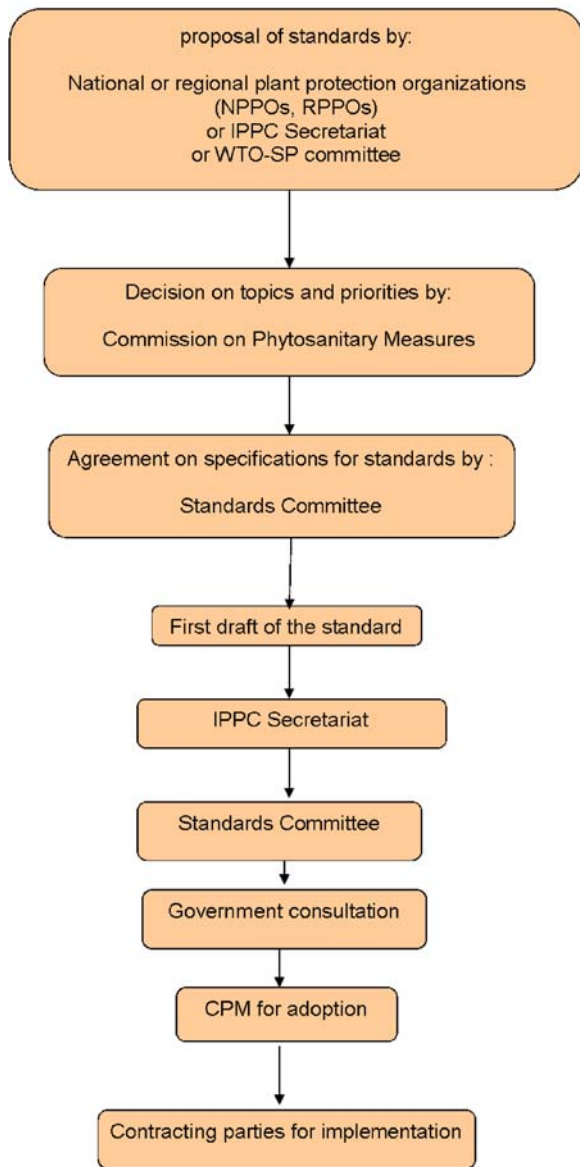 proposal of standards by:
National or regional plant protection organizations
(NPPOs, RPPOs)
or IPPC Secretariat
or WTO-SP committee
Decision on topics and priorities by:
Commission on Phytosanitary Measures
Agreement on specifications for standards by :
Standards Committee
First draft of the standard
IPPC Secretariat
Standards Committee
Government consultation
CPM for adoption
Contracting parties for implementation